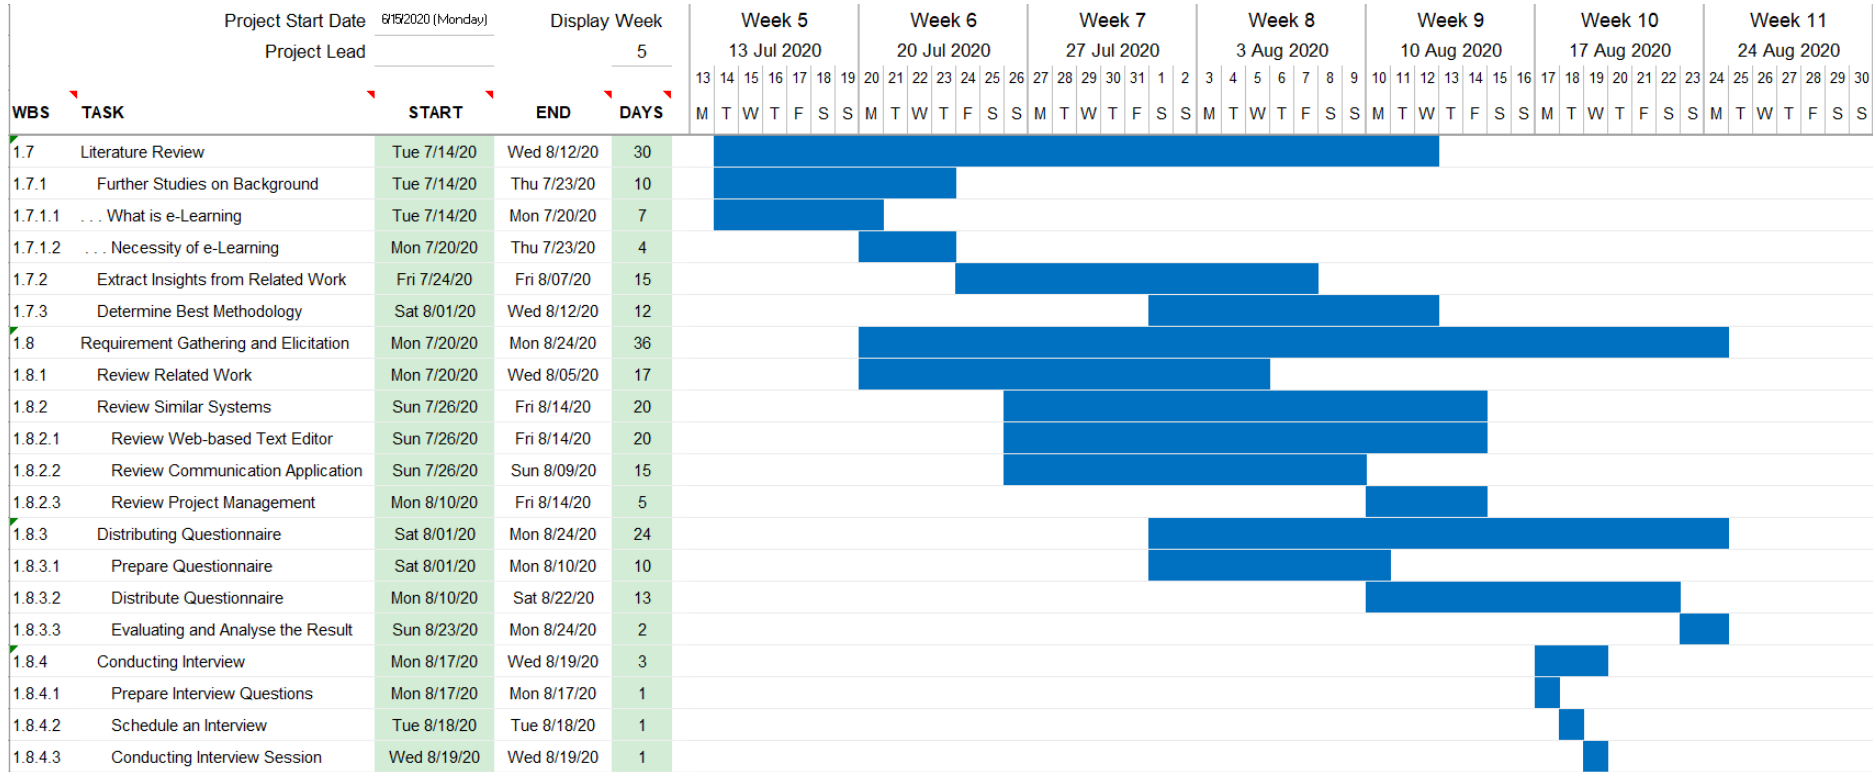 Project Start Date 6/15/2020 (Monday) Display Week Week 5 Week 6 Week 7 Week 8 Week 9 Week 10 Week 11
Project Lead 5 13 Jul 2020 20 Jul 2020 27 Jul 2020 3 Aug 2020 10 Aug 2020 17 Aug 2020 24 Aug 2020
13 14 15 16 17 18 19 20 21 22 23 24 25 26 27 28 29 30 31 1 2 3 4 5 6 7 8 9 10 11 12 13 14 15 16 17 18 19 20 21 22 23 24 25 26 27 28 29 30
WBS TASK START END DAYS M T W T F S S M T W T F S S M T W T F S S M T W T F S S M T W T F S S M T W T F S S M T W T F S S
1.7 Literature Review Tue 7/14/20 Wed 8/12/20 30
1.7.1 Further Studies on Background Tue 7/14/20 Thu 7/23/20 10
1.7.1.1 . . . What is e-Learning Tue 7/14/20 Mon 7/20/20 7
1.7.1.2 . . . Necessity of e-Learning Mon 7/20/20 Thu 7/23/20 4
1.7.2 Extract Insights from Related Work Fri 7/24/20 Fri 8/07/20 15
1.7.3 Determine Best Methodology Sat 8/01/20 Wed 8/12/20 12
1.8 Requirement Gathering and Elicitation Mon 7/20/20 Mon 8/24/20 36
1.8.1 Review Related Work Mon 7/20/20 Wed 8/05/20 17
1.8.2 Review Similar Systems Sun 7/26/20 Fri 8/14/20 20
1.8.2.1 Review Web-based Text Editor Sun 7/26/20 Fri 8/14/20 20
1.8.2.2 Review Communication Application Sun 7/26/20 Sun 8/09/20 15
1.8.2.3 Review Project Management Mon 8/10/20 Fri 8/14/20 5
1.8.3 Distributing Questionnaire Sat 8/01/20 Mon 8/24/20 24
1.8.3.1 Prepare Questionnaire Sat 8/01/20 Mon 8/10/20 10
1.8.3.2 Distribute Questionnaire Mon 8/10/20 Sat 8/22/20 13
1.8.3.3 Evaluating and Analyse the Result Sun 8/23/20 Mon 8/24/20 2
1.8.4 Conducting Interview Mon 8/17/20 Wed 8/19/20 3
1.8.4.1 Prepare Interview Questions Mon 8/17/20 Mon 8/17/20 1
1.8.4.2 Schedule an Interview Tue 8/18/20 Tue 8/18/20 1
1.8.4.3 Conducting Interview Session Wed 8/19/20 Wed 8/19/20 1